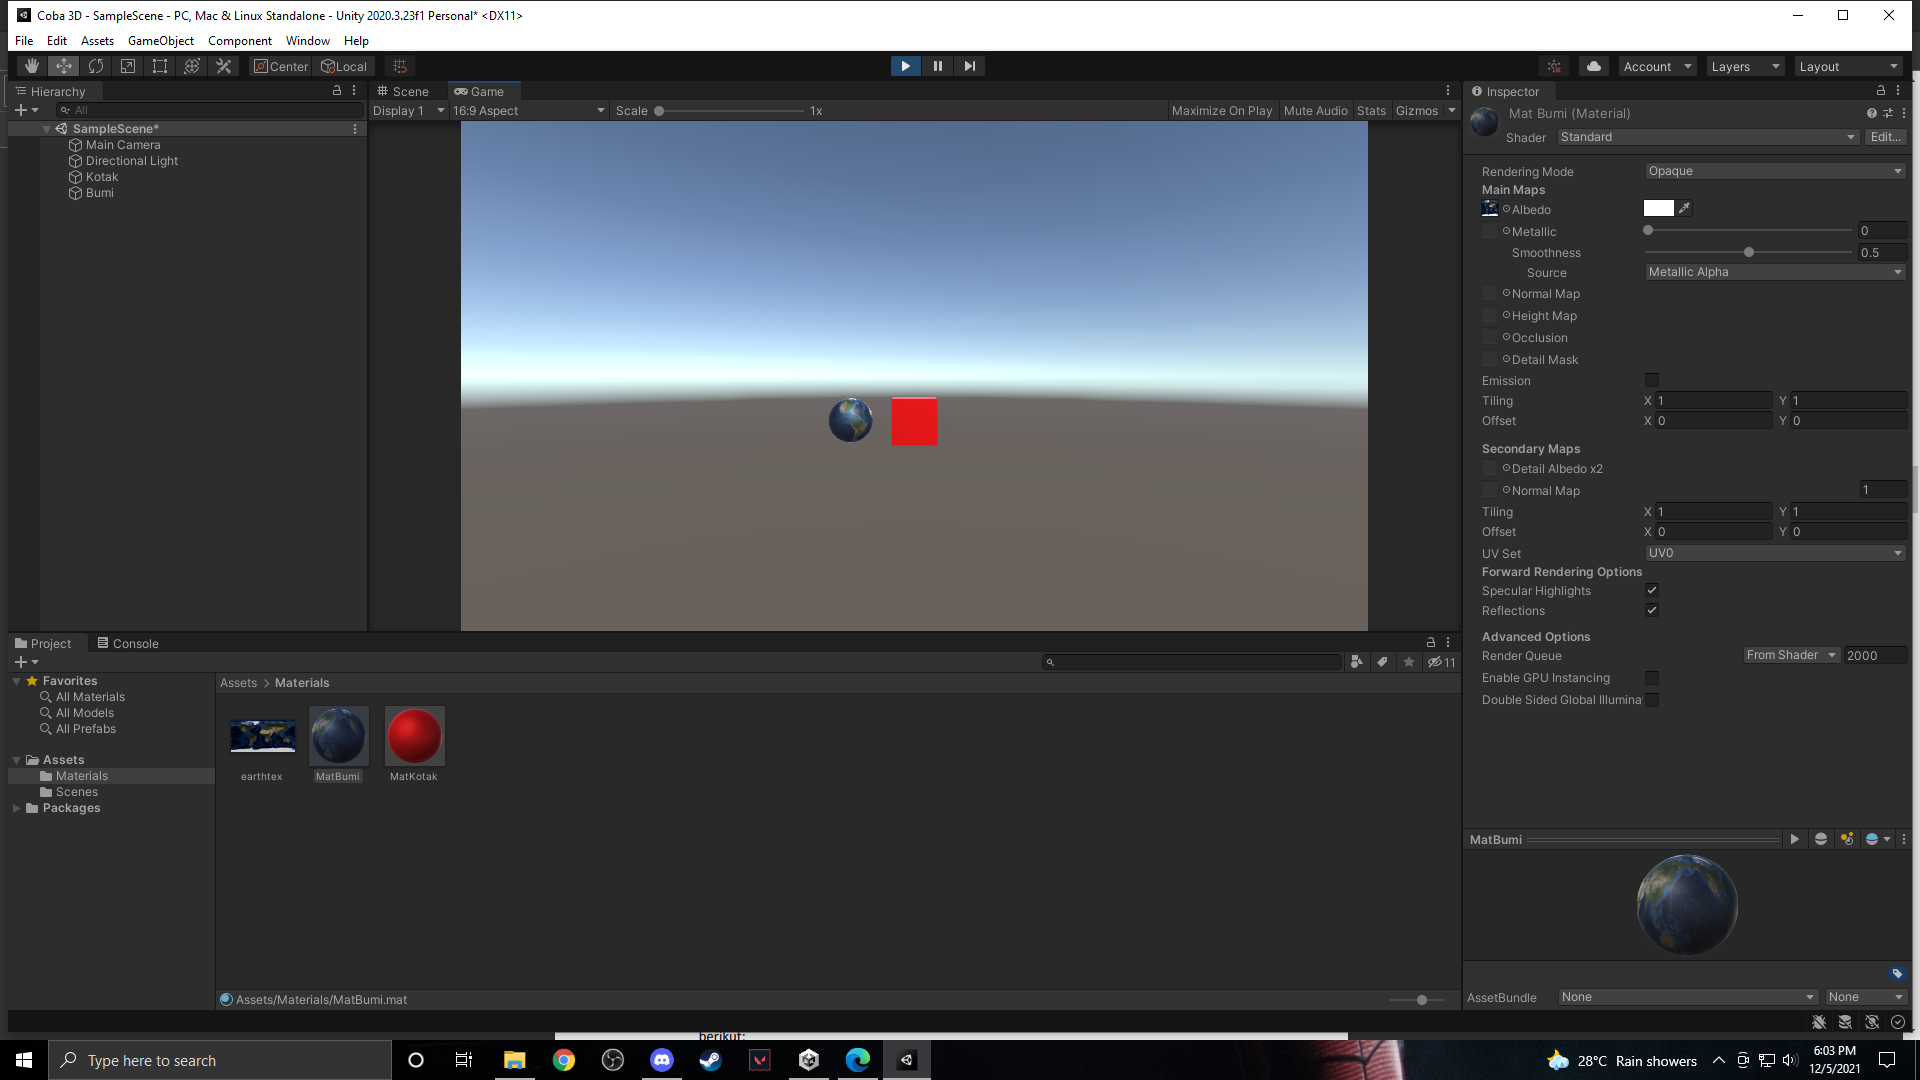 Coba 3D - SampleScene - PC, Mac & Linux Standalone - Unity 2020.3.23f1 Personal* <DX11>
File Edit Assets GameObject Component Window Help
Center Local Account Layers Layout
Hierarchy
All
SampleScene*
Main Camera
Directional Light
Kotak
Bumi
Scene Game
Display 1 16:9 Aspect Scale 1x Maximize On Play Mute Audio Stats Gizmos
Inspector
Mat Bumi (Material)
Shader Standard Edit...
Rendering Mode Opaque
Main Maps
Albedo
Metallic 0
Smoothness 0.5
Source Metallic Alpha
Normal Map
Height Map
Occlusion
Detail Mask
Emission
Tiling X 1 Y 1
Offset X 0 Y 0
Secondary Maps
Detail Albedo x2
Normal Map 1
Tiling X 1 Y 1
Offset X 0 Y 0
UV Set UV0
Forward Rendering Options
Specular Highlights
Reflections
Advanced Options
Render Queue From Shader 2000
Enable GPU Instancing
Double Sided Global Illumina
MatBumi
AssetBundle None None
Project Console
11
Favorites
All Materials
All Models
All Prefabs
Assets
Materials
Scenes
Packages
Assets > Materials
earthtex MatBumi MatKotak
Assets/Materials/MatBumi.mat
berikut:
Type here to search
28°C Rain showers
6:03 PM
12/5/2021